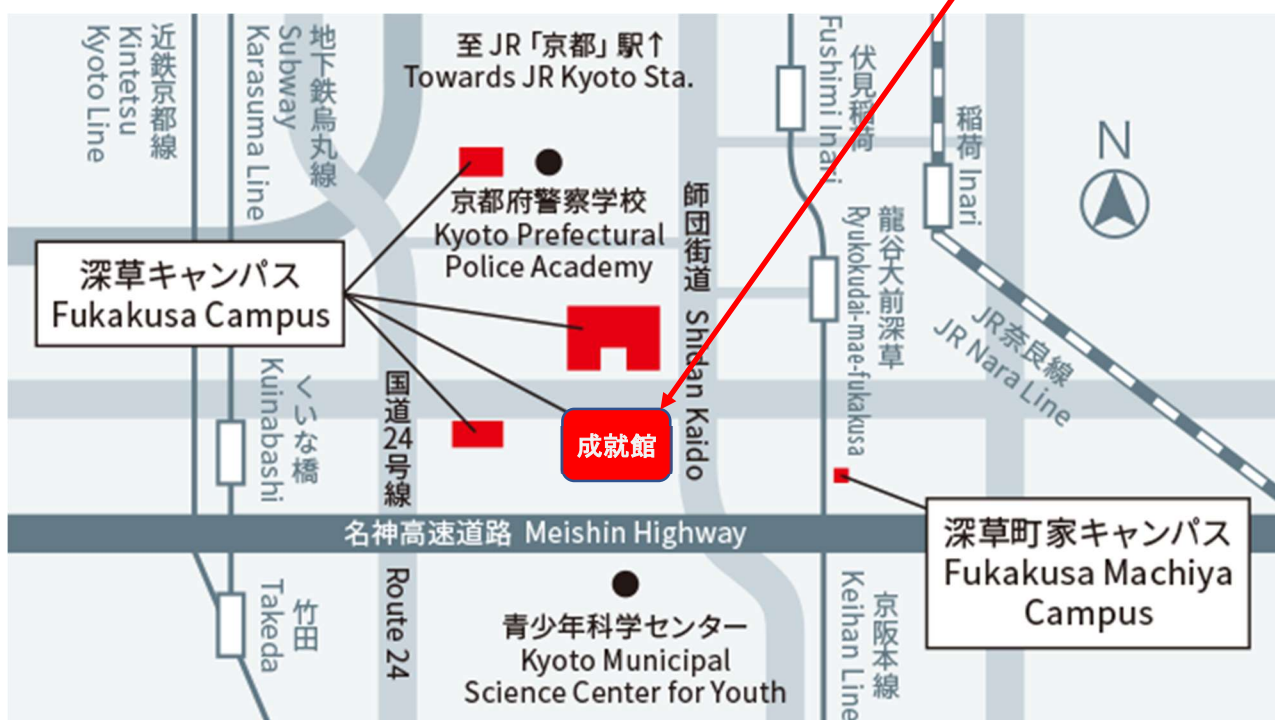 近鉄京都線
Kintetsu
Kyoto Line
地下鉄烏丸線
Subway
Karasuma Line
至 JR「京都」駅↑
Towards JR Kyoto Sta.
伏見稲荷
Fushimi Inari
稲荷 Inari
N
京都府警察学校
Kyoto Prefectural
Police Academy
師団街道 Shidan Kaido
龍谷大前深草
Ryukokudai-mae-fukakusa
深草キャンパス
Fukakusa Campus
JR奈良線
JR Nara Line
くいな橋
Kuinabashi
国道24号線
成就館
名神高速道路 Meishin Highway
深草町家キャンパス
Fukakusa Machiya
Campus
竹田
Takeda
Route 24
青少年科学センター
Kyoto Municipal
Science Center for Youth
京阪本線
Keihan Line